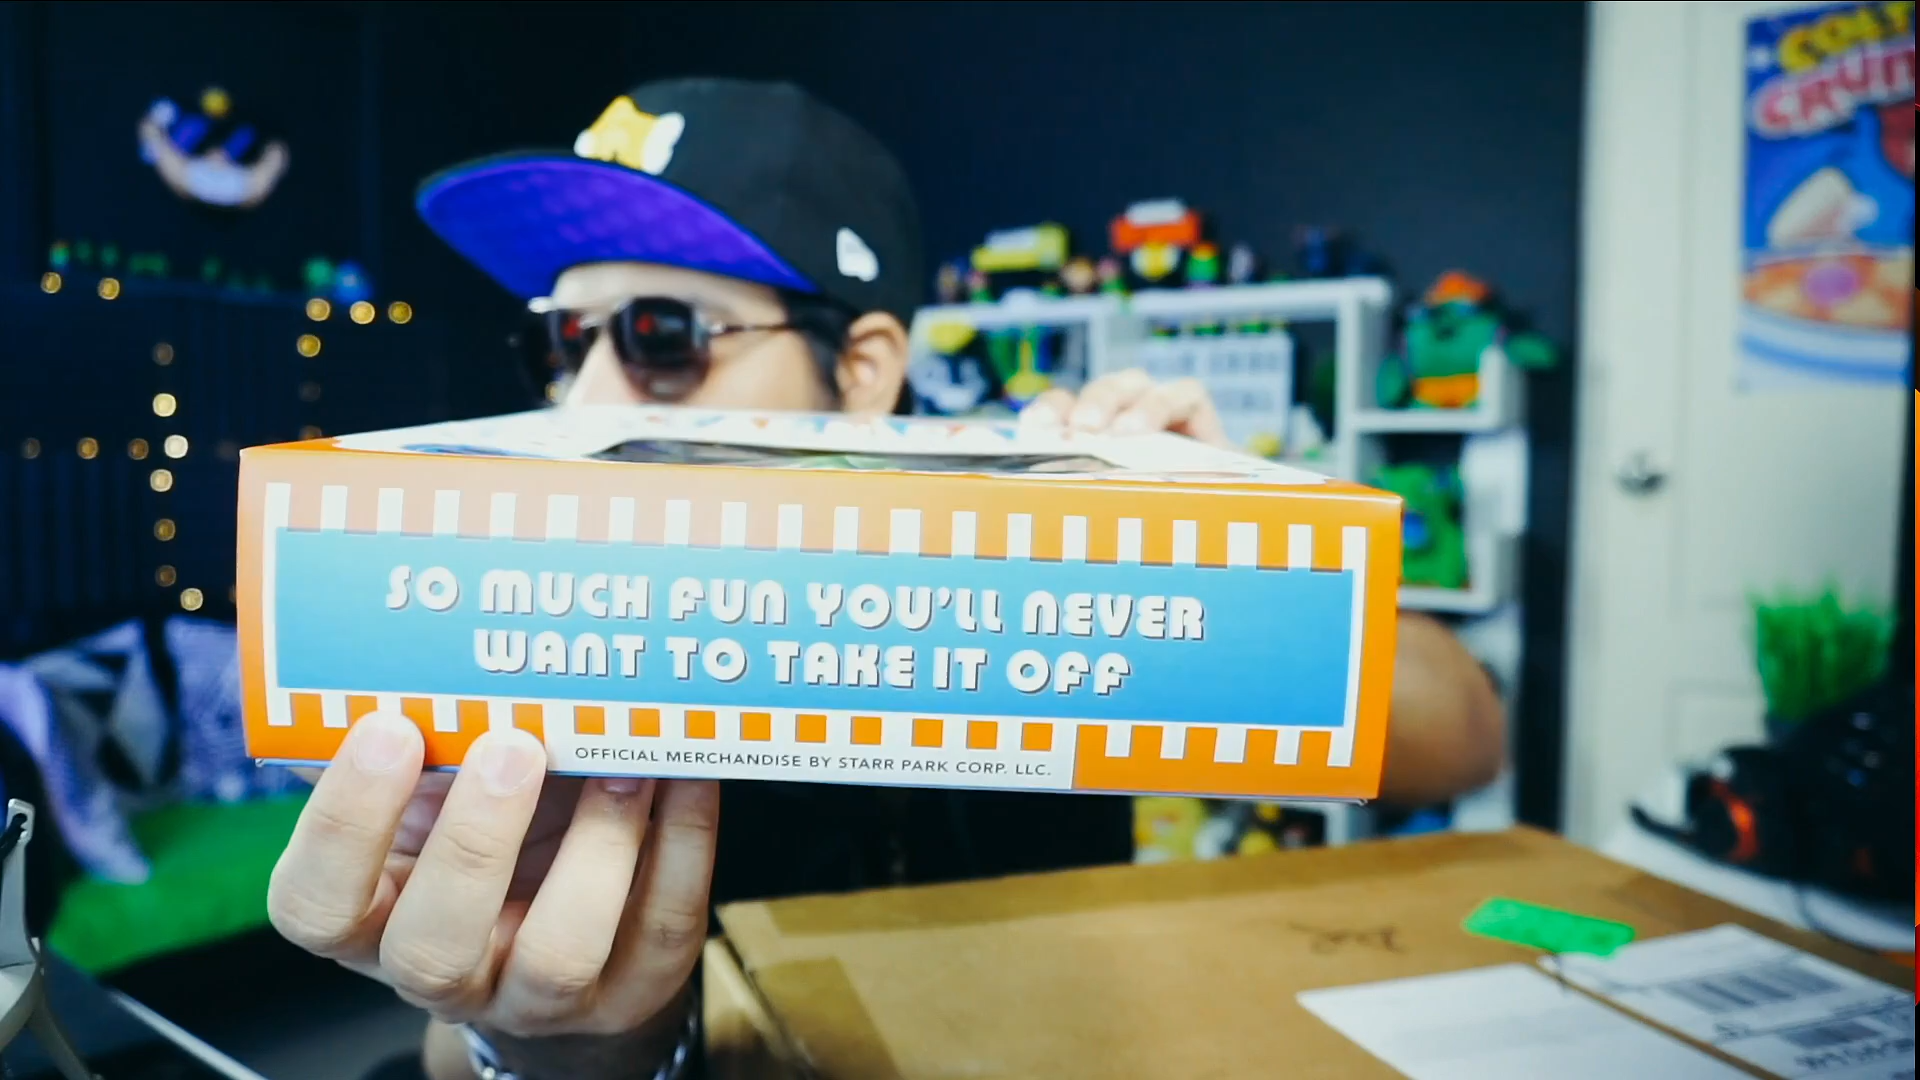 SO MUCH FUN YOU'LL NEVER
WANT TO TAKE IT OFF
OFFICIAL MERCHANDISE BY STARR PARK CORP. LLC.